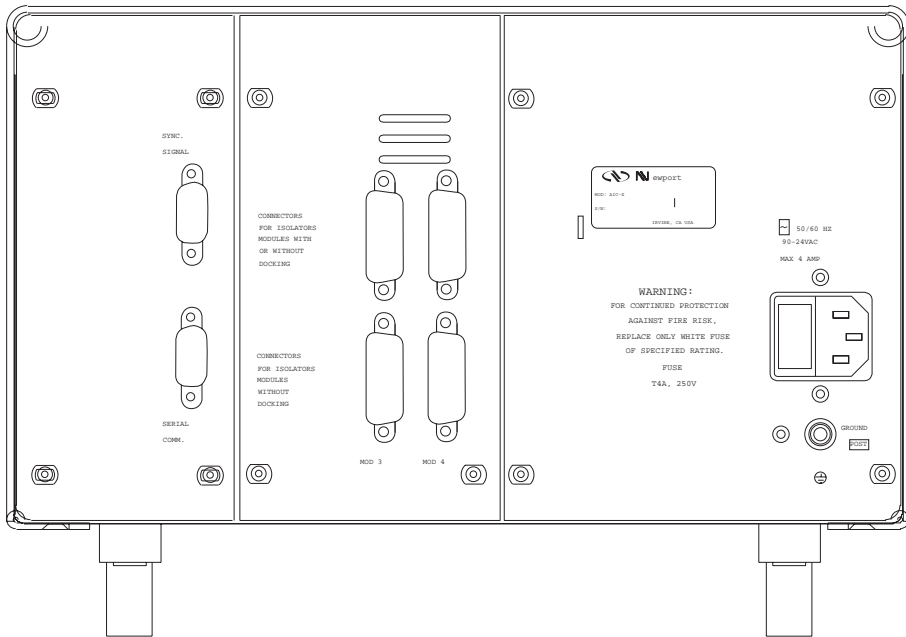 SYNC.
SIGNAL
CONNECTORS
FOR ISOLATORS
MODULES WITH
OR WITHOUT
DOCKING
CONNECTORS
FOR ISOLATORS
MODULES
WITHOUT
DOCKING
SERIAL
COMM.
MOD 3
MOD 4
N ewport
MOD: AIO-S
S/N:
IRVINE, CA USA
WARNING:
FOR CONTINUED PROTECTION
AGAINST FIRE RISK,
REPLACE ONLY WHITE FUSE
OF SPECIFIED RATING.
FUSE
T4A, 250V
~ 50/60 HZ
90-24VAC
MAX 4 AMP
GROUND
POST